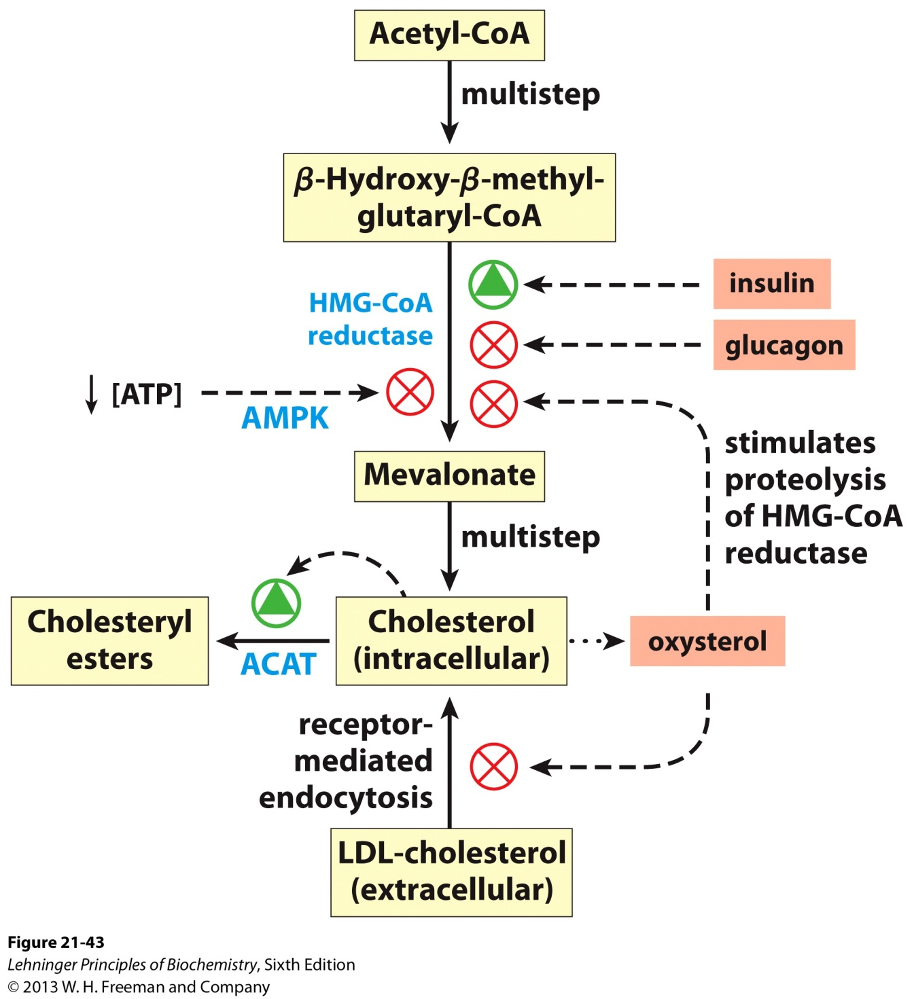 Acetyl-CoA
multistep
β-Hydroxy-β-methyl-
glutaryl-CoA
HMG-CoA
reductase
insulin
glucagon
↓ [ATP]
AMPK
stimulates
proteolysis
of HMG-CoA
reductase
Mevalonate
multistep
Cholesteryl
esters
ACAT
Cholesterol
(intracellular)
oxysterol
receptor-
mediated
endocytosis
LDL-cholesterol
(extracellular)
Figure 21-43
Lehninger Principles of Biochemistry, Sixth Edition
© 2013 W. H. Freeman and Company